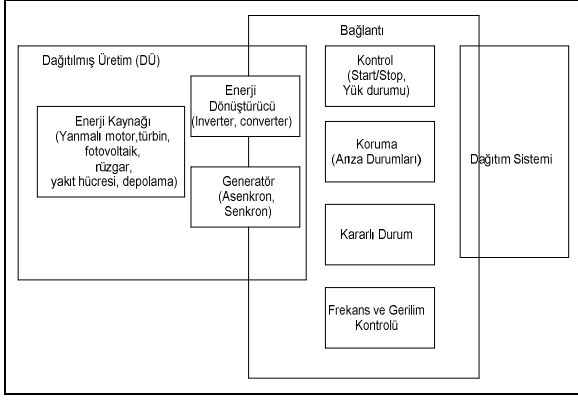 Bağlantı
Dağıtılmış Üretim (DÜ)
Enerji Kaynağı
(Yanmalı motor,türbin,
fotovoltaik,
rüzgar,
yakıt hücresi, depolama)
Enerji
Dönüştürücü
(Inverter, converter)
Generatör
(Asenkron,
Senkron)
Kontrol
(Start/Stop,
Yük durumu)
Koruma
(Arıza Durumları)
Kararlı Durum
Frekans ve Gerilim
Kontrolü
Dağıtım Sistemi